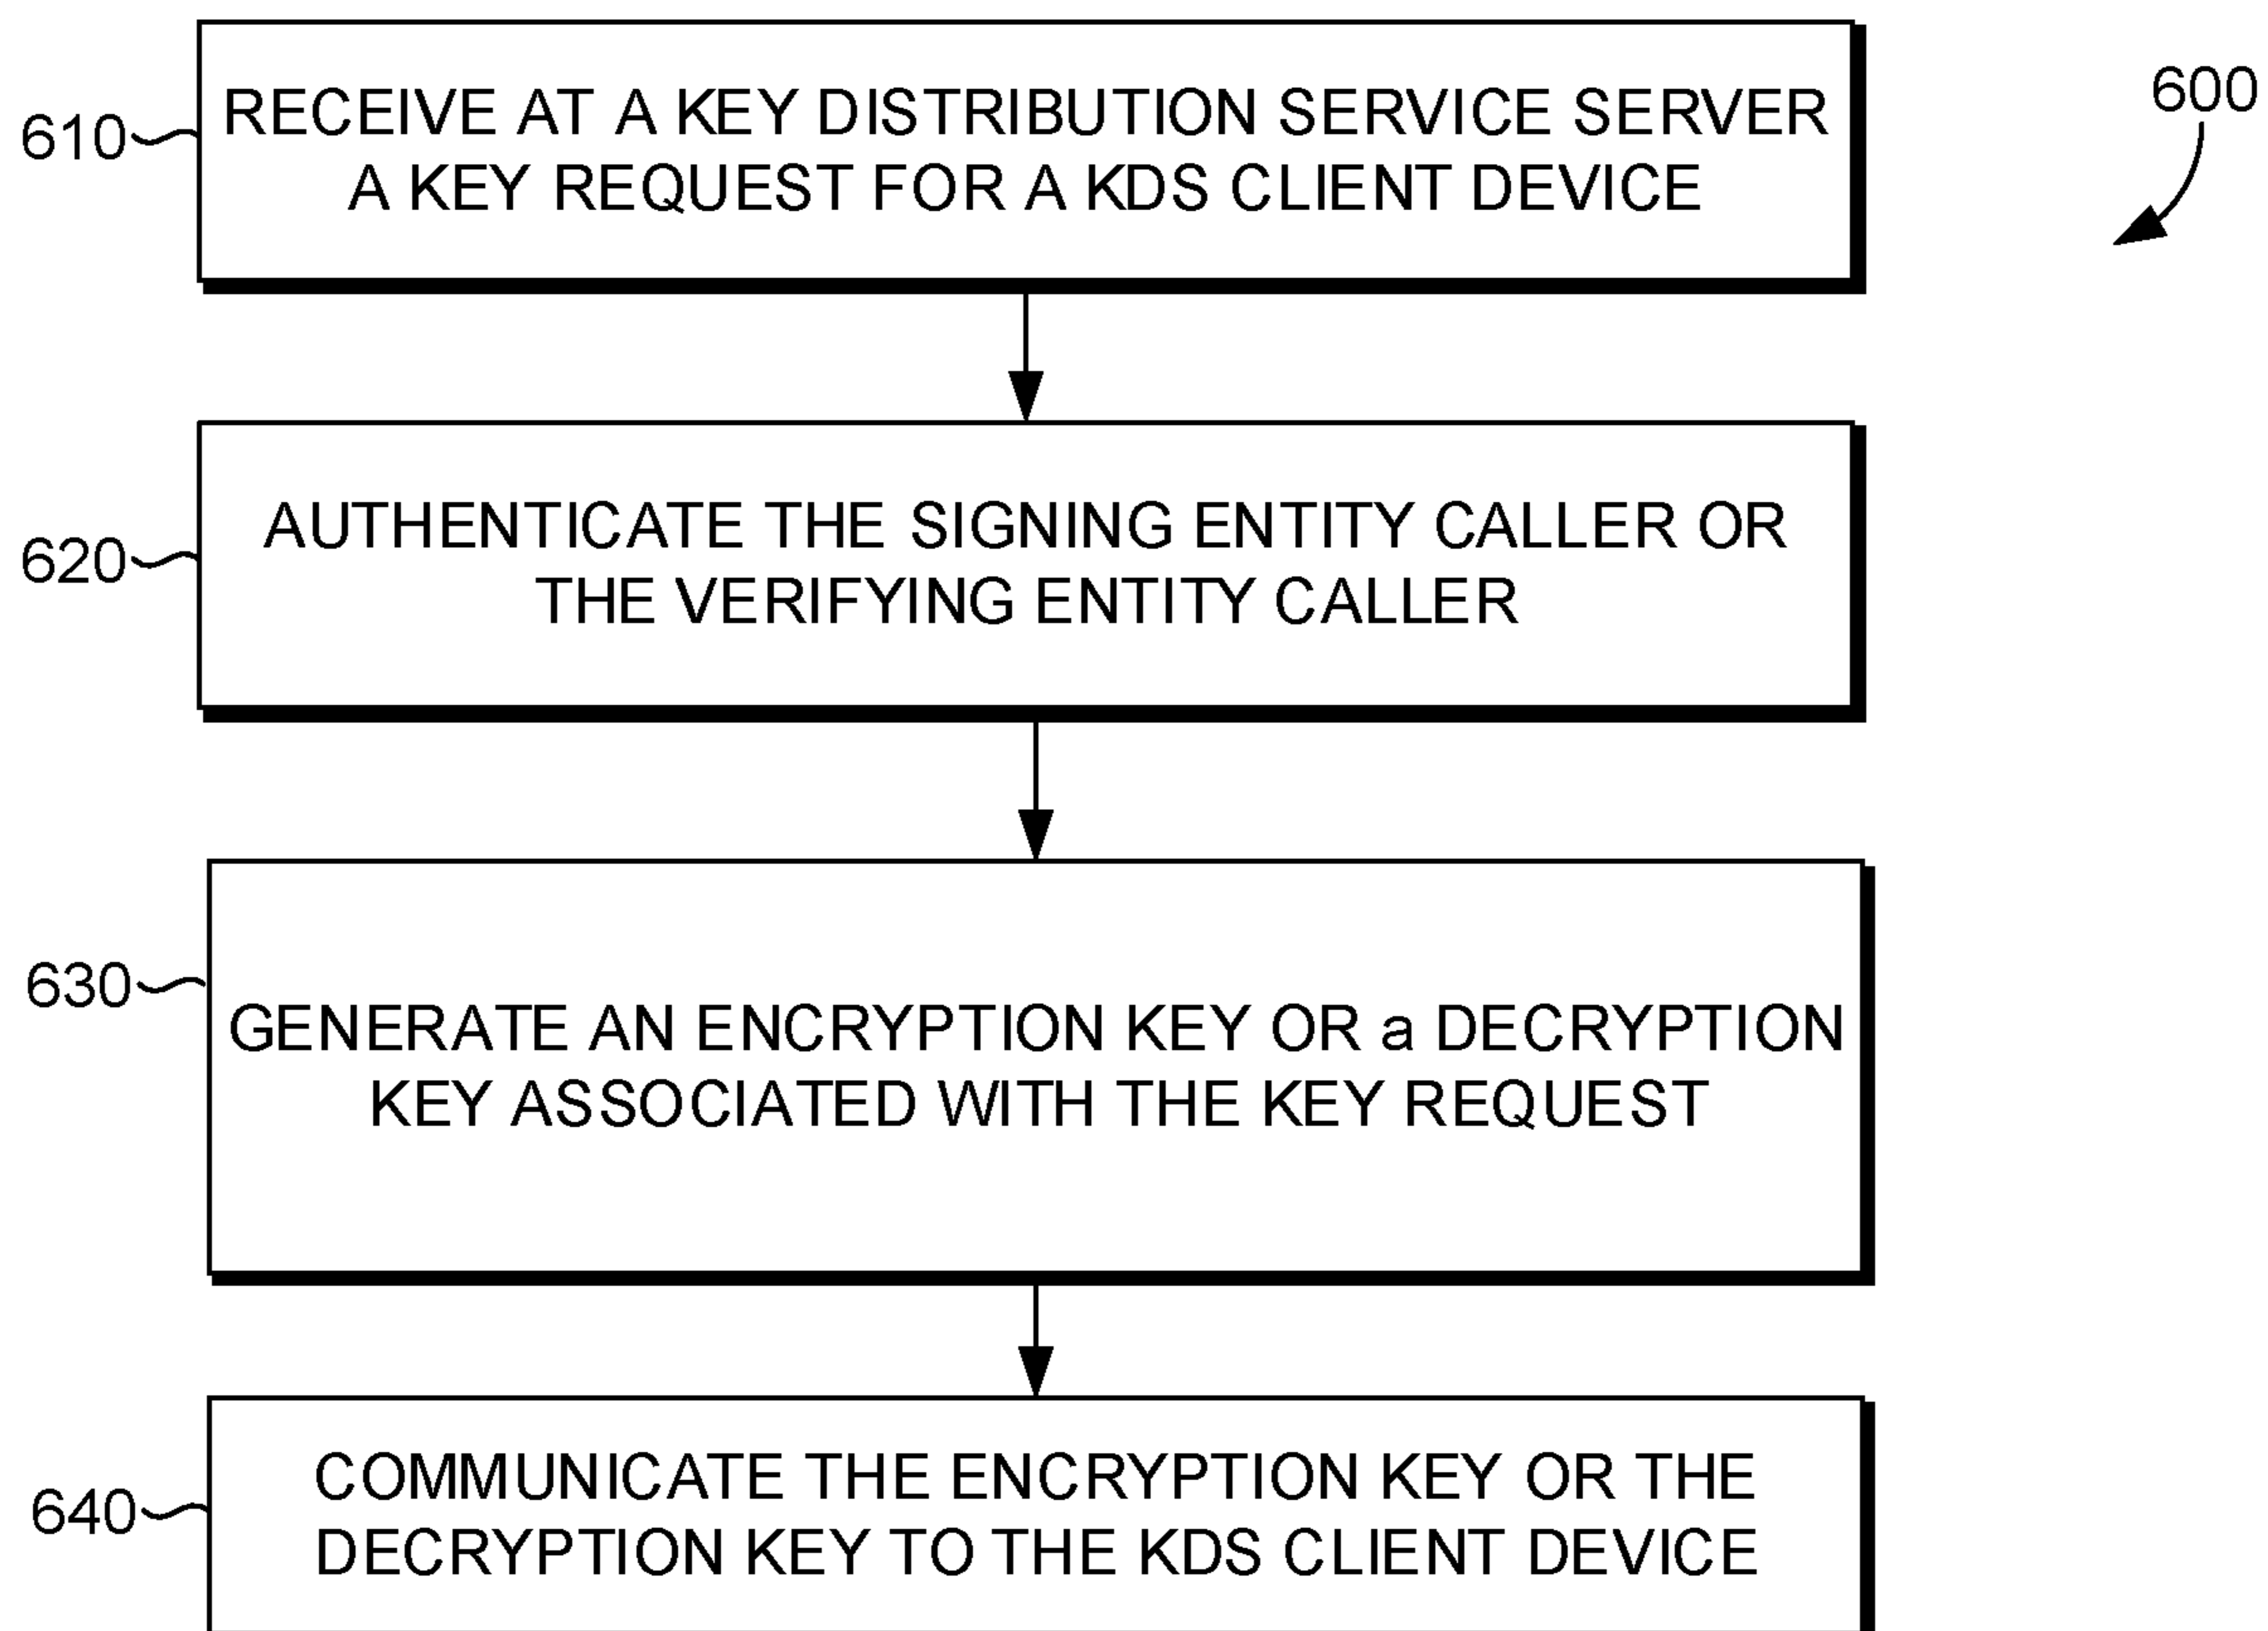 600
610
RECEIVE AT A KEY DISTRIBUTION SERVICE SERVER
A KEY REQUEST FOR A KDS CLIENT DEVICE
620
AUTHENTICATE THE SIGNING ENTITY CALLER OR
THE VERIFYING ENTITY CALLER
630
GENERATE AN ENCRYPTION KEY OR a DECRYPTION
KEY ASSOCIATED WITH THE KEY REQUEST
640
COMMUNICATE THE ENCRYPTION KEY OR THE
DECRYPTION KEY TO THE KDS CLIENT DEVICE